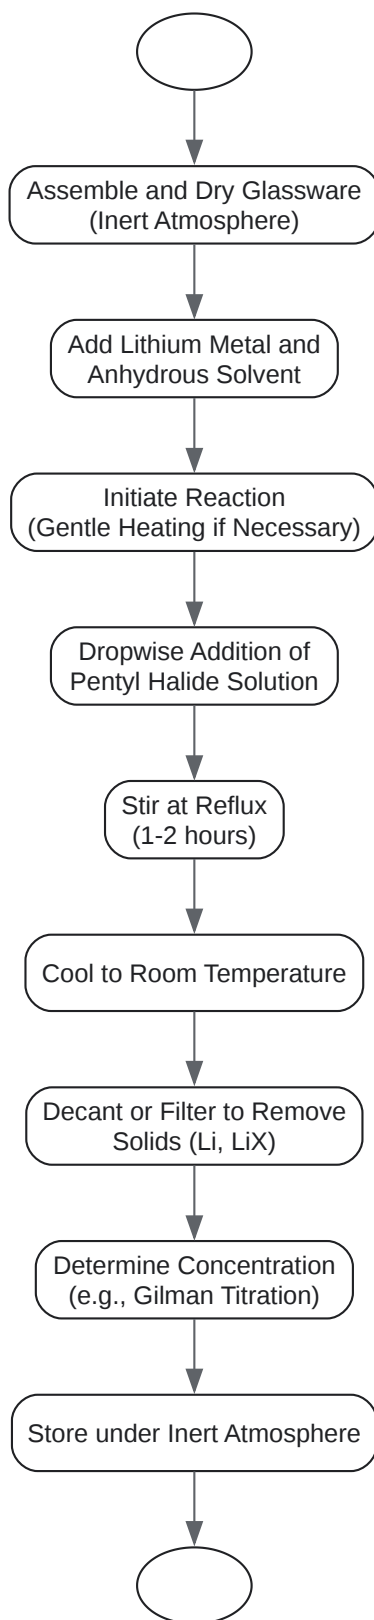 Assemble and Dry Glassware
(Inert Atmosphere)
Add Lithium Metal and
Anhydrous Solvent
Initiate Reaction
(Gentle Heating if Necessary)
Dropwise Addition of
Pentyl Halide Solution
Stir at Reflux
(1-2 hours)
Cool to Room Temperature
Decant or Filter to Remove
Solids (Li, LiX)
Determine Concentration
(e.g., Gilman Titration)
Store under Inert Atmosphere